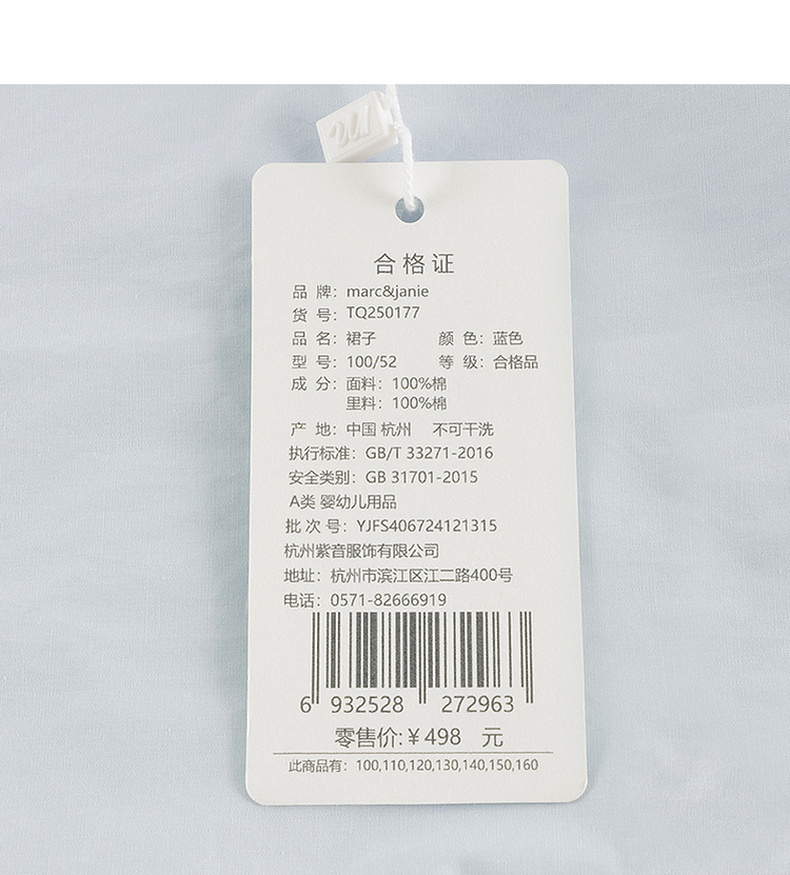 合格证
品 牌：marc&janie
货 号：TQ250177
品 名：裙子 颜 色：蓝色
型 号：100/52 等 级：合格品
成 分：面料：100%棉
里料：100%棉
产 地：中国 杭州 不可干洗
执行标准：GB/T 33271-2016
安全类别：GB 31701-2015
A类 婴幼儿用品
批 次 号：YJFS406724121315
杭州紫音服饰有限公司
地址：杭州市滨江区江二路400号
电话：0571-82666919
6 932528 272963
零售价:￥498 元
此商品有：100,110,120,130,140,150,160